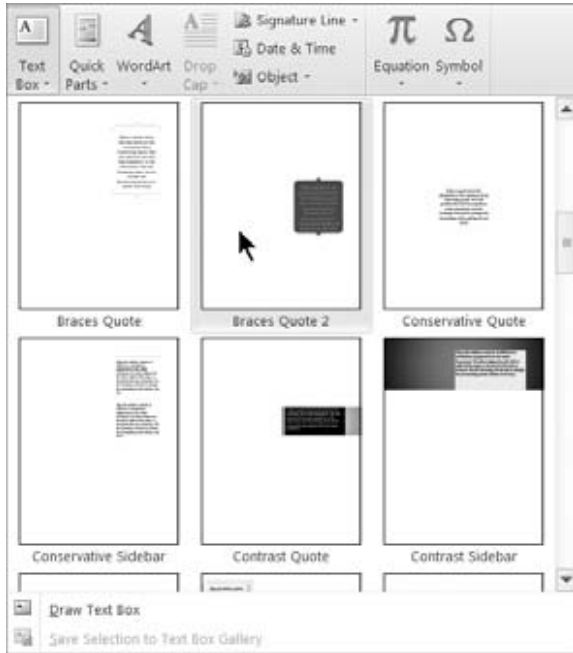 Text Box
Quick Parts
WordArt
Drop Cap
Signature Line
Date & Time
Object
Equation
Symbol
Braces Quote
Braces Quote 2
Conservative Quote
Conservative Sidebar
Contrast Quote
Contrast Sidebar
Draw Text Box
Save Selection to Text Box Gallery